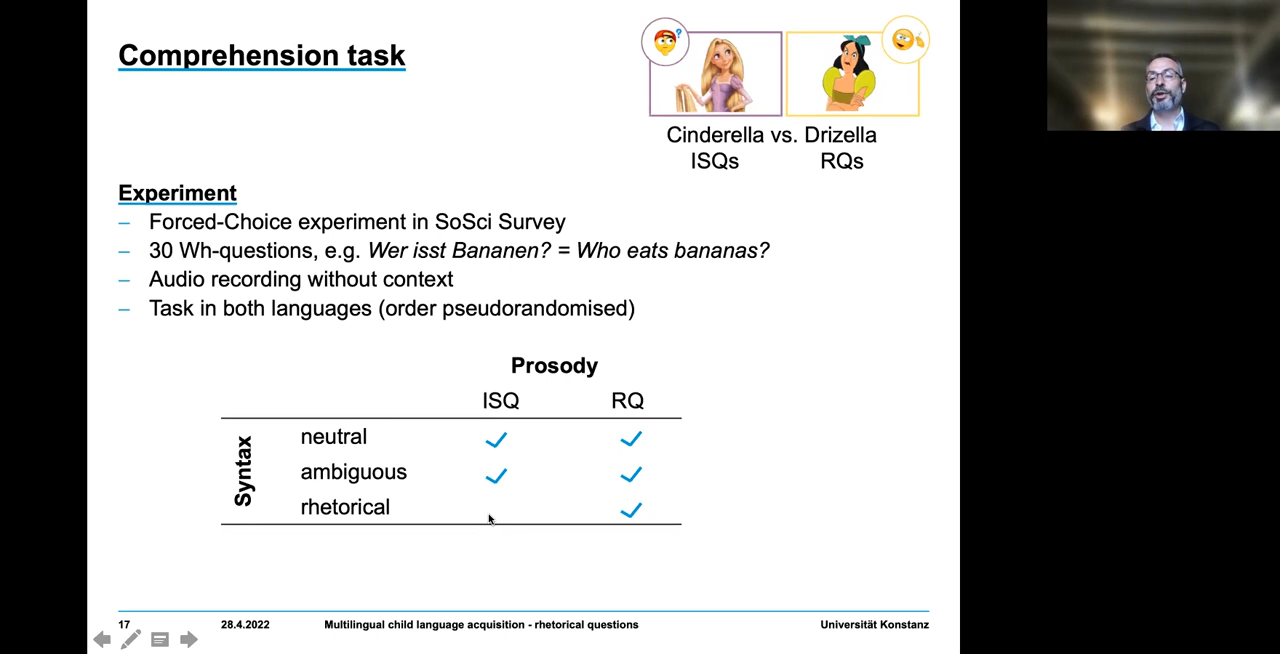 Comprehension task
?
Cinderella vs. Drizella
ISQs RQs
Experiment
– Forced-Choice experiment in SoSci Survey
– 30 Wh-questions, e.g. Wer isst Bananen? = Who eats bananas?
– Audio recording without context
– Task in both languages (order pseudorandomised)
Prosody
ISQ RQ
Syntax
neutral ✓ ✓
ambiguous ✓ ✓
rhetorical ✓
17 28.4.2022 Multilingual child language acquisition - rhetorical questions Universität Konstanz